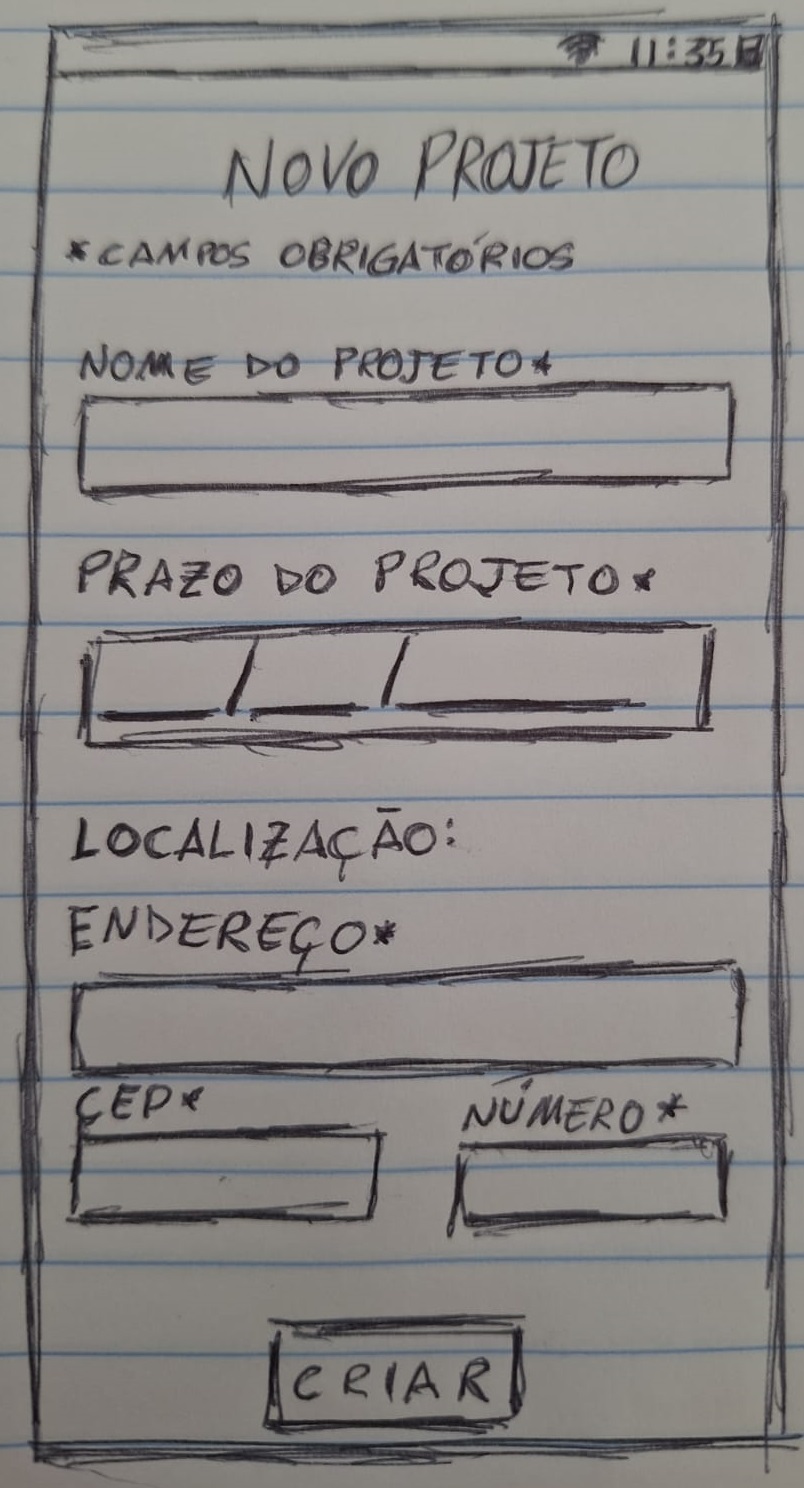 11:35
NOVO PROJETO
*CAMPOS OBRIGATÓRIOS
NOME DO PROJETO*
PRAZO DO PROJETO*
__/__/____
LOCALIZAÇÃO:
ENDEREÇO*
CEP* NÚMERO*
CRIAR